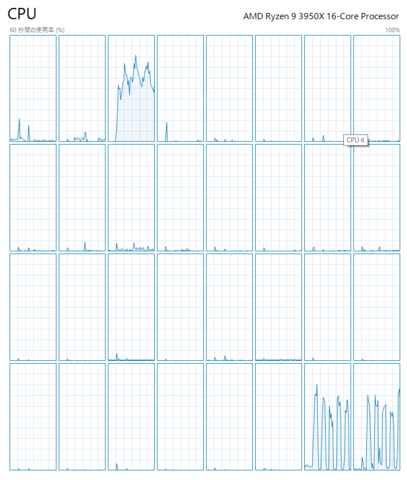 CPU
AMD Ryzen 9 3950X 16-Core Processor
60 秒間の使用率 (%)
100%
CPU 6